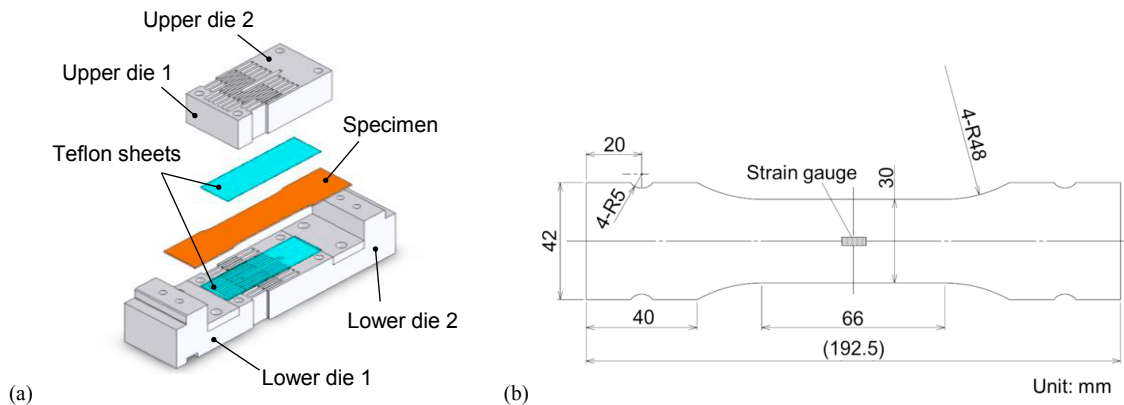 Upper die 2
Upper die 1
Specimen
Teflon sheets
Lower die 2
Lower die 1
(a)
20
4-R48
Strain gauge
30
4-R5
42
40
66
(192.5)
Unit: mm
(b)